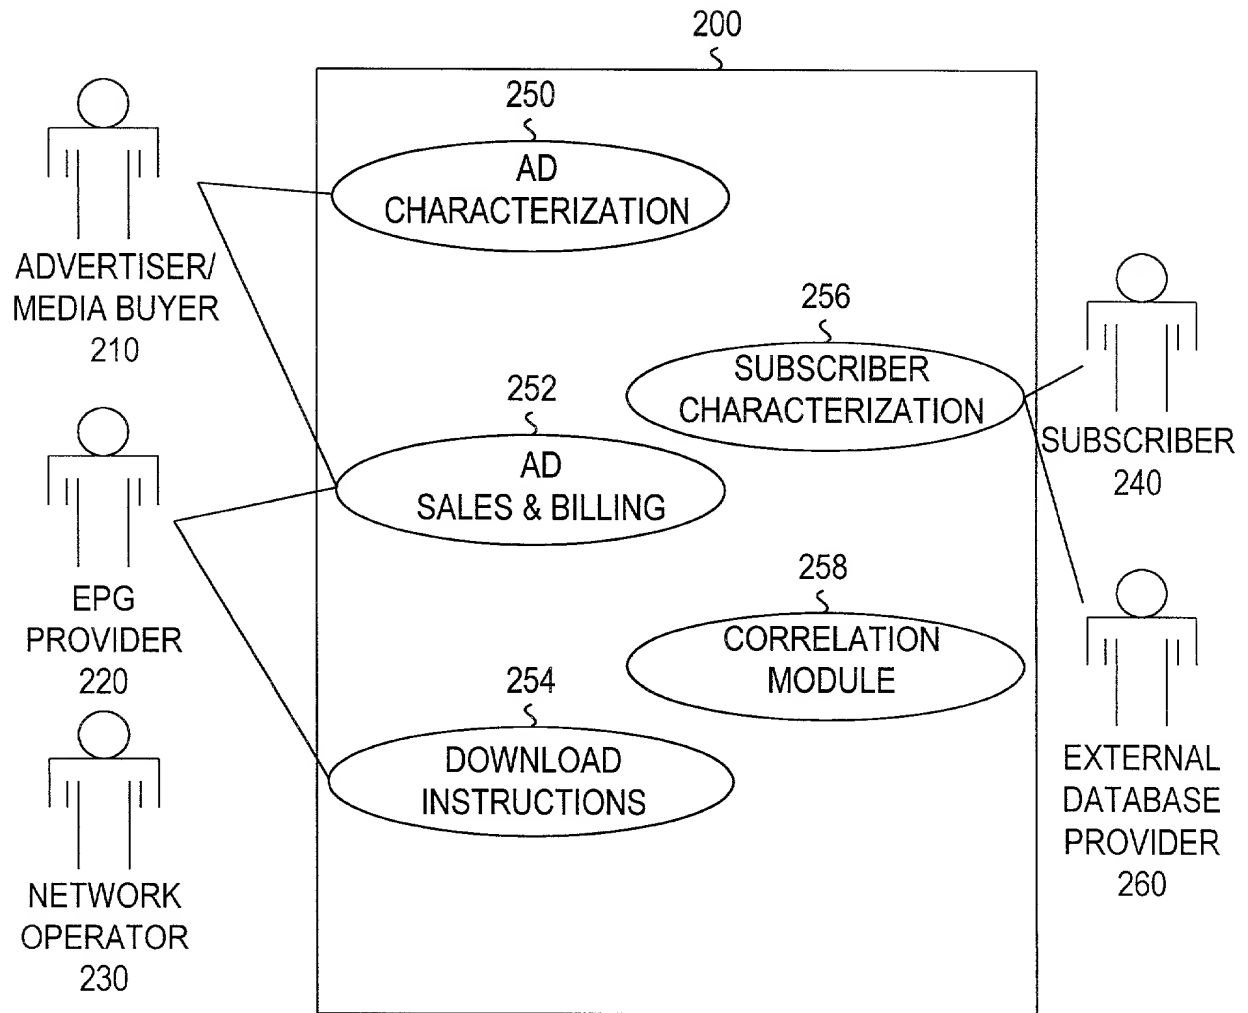 200
250
AD
CHARACTERIZATION
ADVERTISER/
MEDIA BUYER
210
256
SUBSCRIBER
CHARACTERIZATION
252
AD
SALES & BILLING
SUBSCRIBER
240
EPG
PROVIDER
220
258
CORRELATION
MODULE
254
DOWNLOAD
INSTRUCTIONS
EXTERNAL
DATABASE
PROVIDER
260
NETWORK
OPERATOR
230